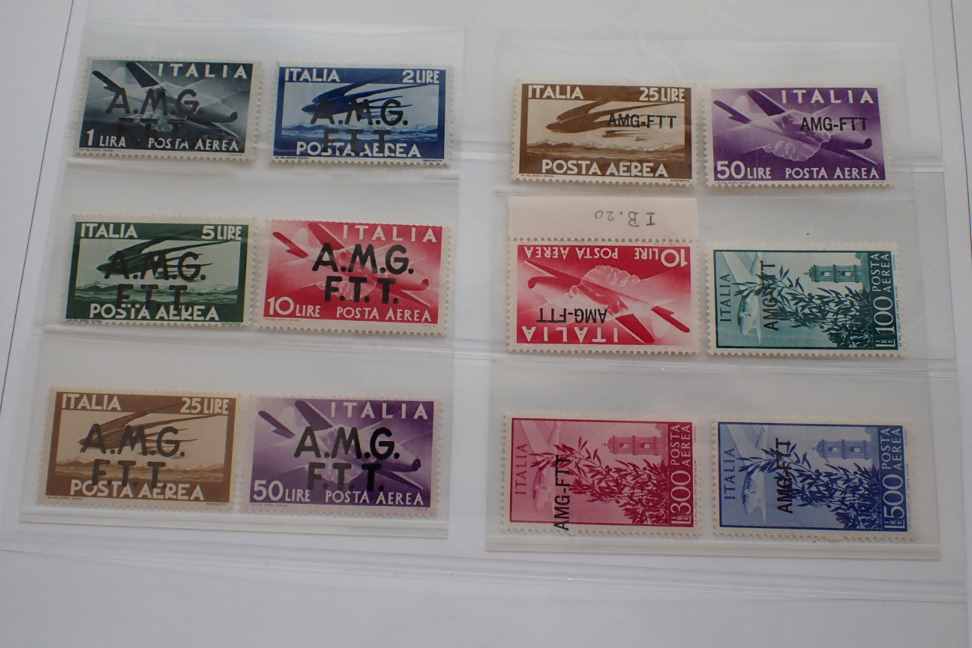 ITALIA
A.M.G.
F.T.T.
1 LIRA POSTA AEREA
ITALIA 2 LIRE
A.M.G.
F.T.T.
POSTA AEREA
ITALIA 5 LIRE
A.M.G.
F.T.T.
POSTA AEREA
ITALIA
A.M.G.
F.T.T.
10 LIRE POSTA AEREA
ITALIA 25 LIRE
A.M.G.
F.T.T.
POSTA AEREA
ITALIA
A.M.G.
F.T.T.
50 LIRE POSTA AEREA
ITALIA 25 LIRE
AMG-FTT
POSTA AEREA
ITALIA
AMG-FTT
50 LIRE POSTA AEREA
I B. 20
ITALIA
AMG-FTT
10 LIRE POSTA AEREA
ITALIA
AMG-FTT
LIRE 100 POSTA AEREA
ITALIA
AMG-FTT
LIRE 300 POSTA AEREA
ITALIA
AMG-FTT
LIRE 500 POSTA AEREA